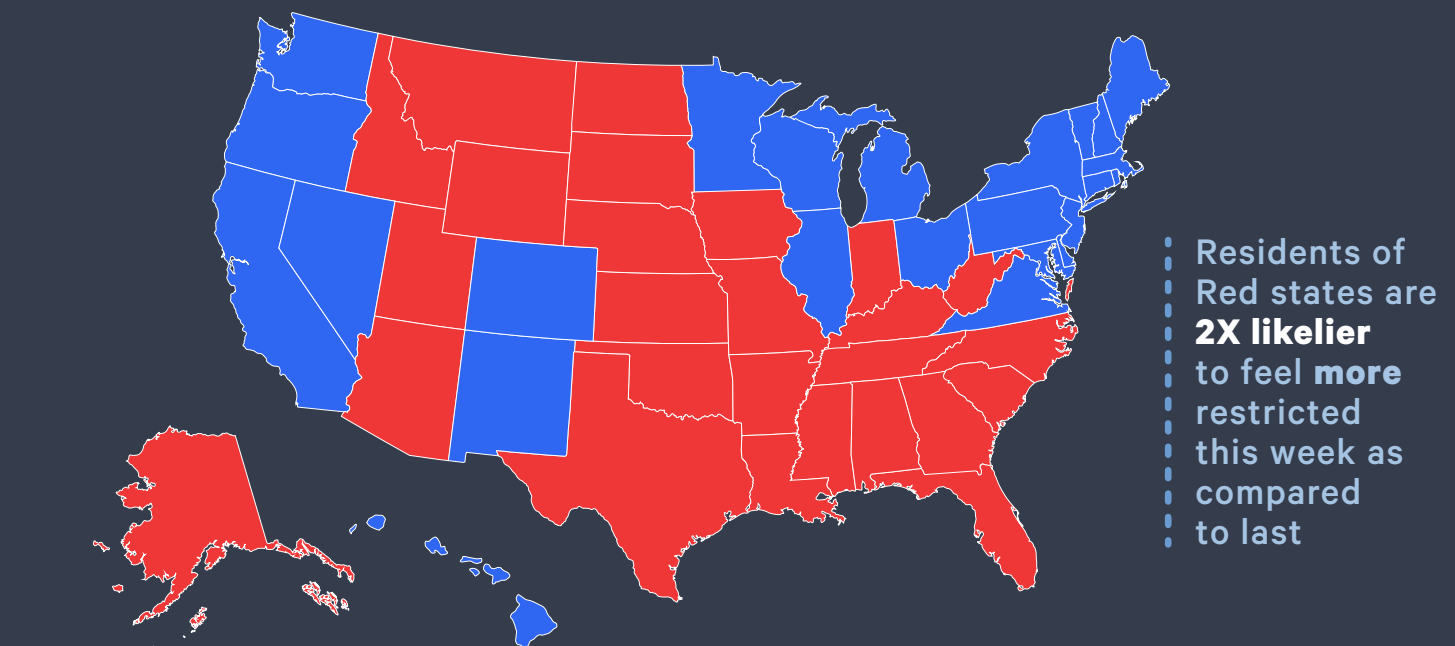 Residents of
Red states are
2X likelier
to feel more
restricted
this week as
compared
to last